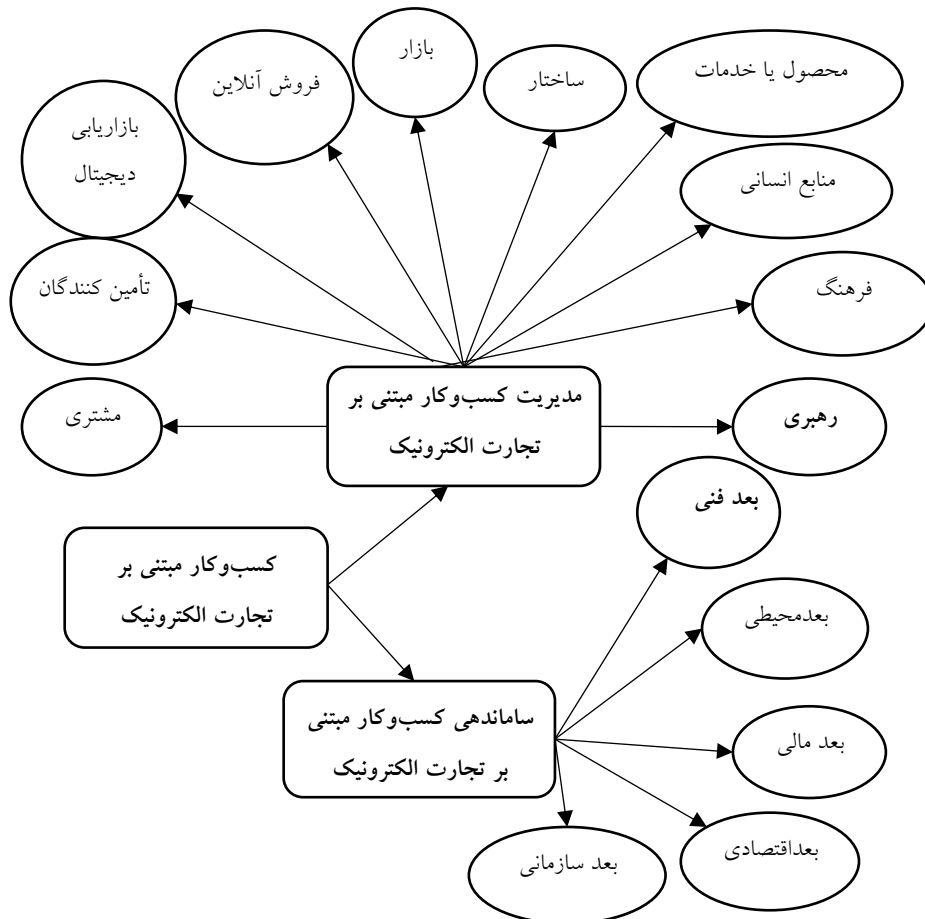 بازار
فروش آنلاین
ساختار
محصول یا خدمات
بازاریابی
دیجیتال
منابع انسانی
تأمین کنندگان
فرهنگ
مشتری
مدیریت کسب‌وکار مبتنی بر
تجارت الکترونیک
رهبری
بعد فنی
کسب‌وکار مبتنی بر
تجارت الکترونیک
بعدمحیطی
ساماندهی کسب‌وکار مبتنی
بر تجارت الکترونیک
بعد مالی
بعداقتصادی
بعد سازمانی